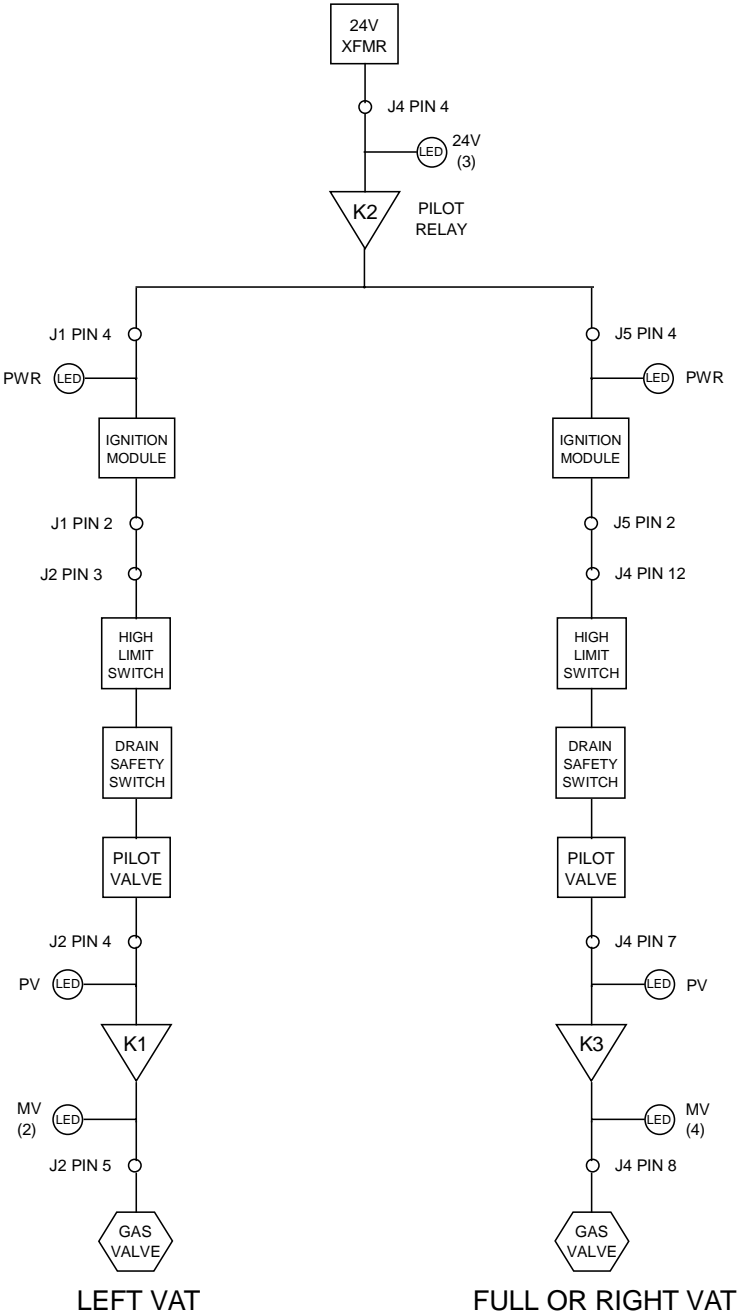 24V
XFMR
J4 PIN 4
LED
24V
(3)
K2
PILOT
RELAY
J1 PIN 4
J5 PIN 4
PWR
LED
LED
PWR
IGNITION
MODULE
IGNITION
MODULE
J1 PIN 2
J5 PIN 2
J2 PIN 3
J4 PIN 12
HIGH
LIMIT
SWITCH
HIGH
LIMIT
SWITCH
DRAIN
SAFETY
SWITCH
DRAIN
SAFETY
SWITCH
PILOT
VALVE
PILOT
VALVE
J2 PIN 4
J4 PIN 7
PV
LED
LED
PV
K1
K3
MV
(2)
LED
LED
MV
(4)
J2 PIN 5
J4 PIN 8
GAS
VALVE
GAS
VALVE
LEFT VAT
FULL OR RIGHT VAT